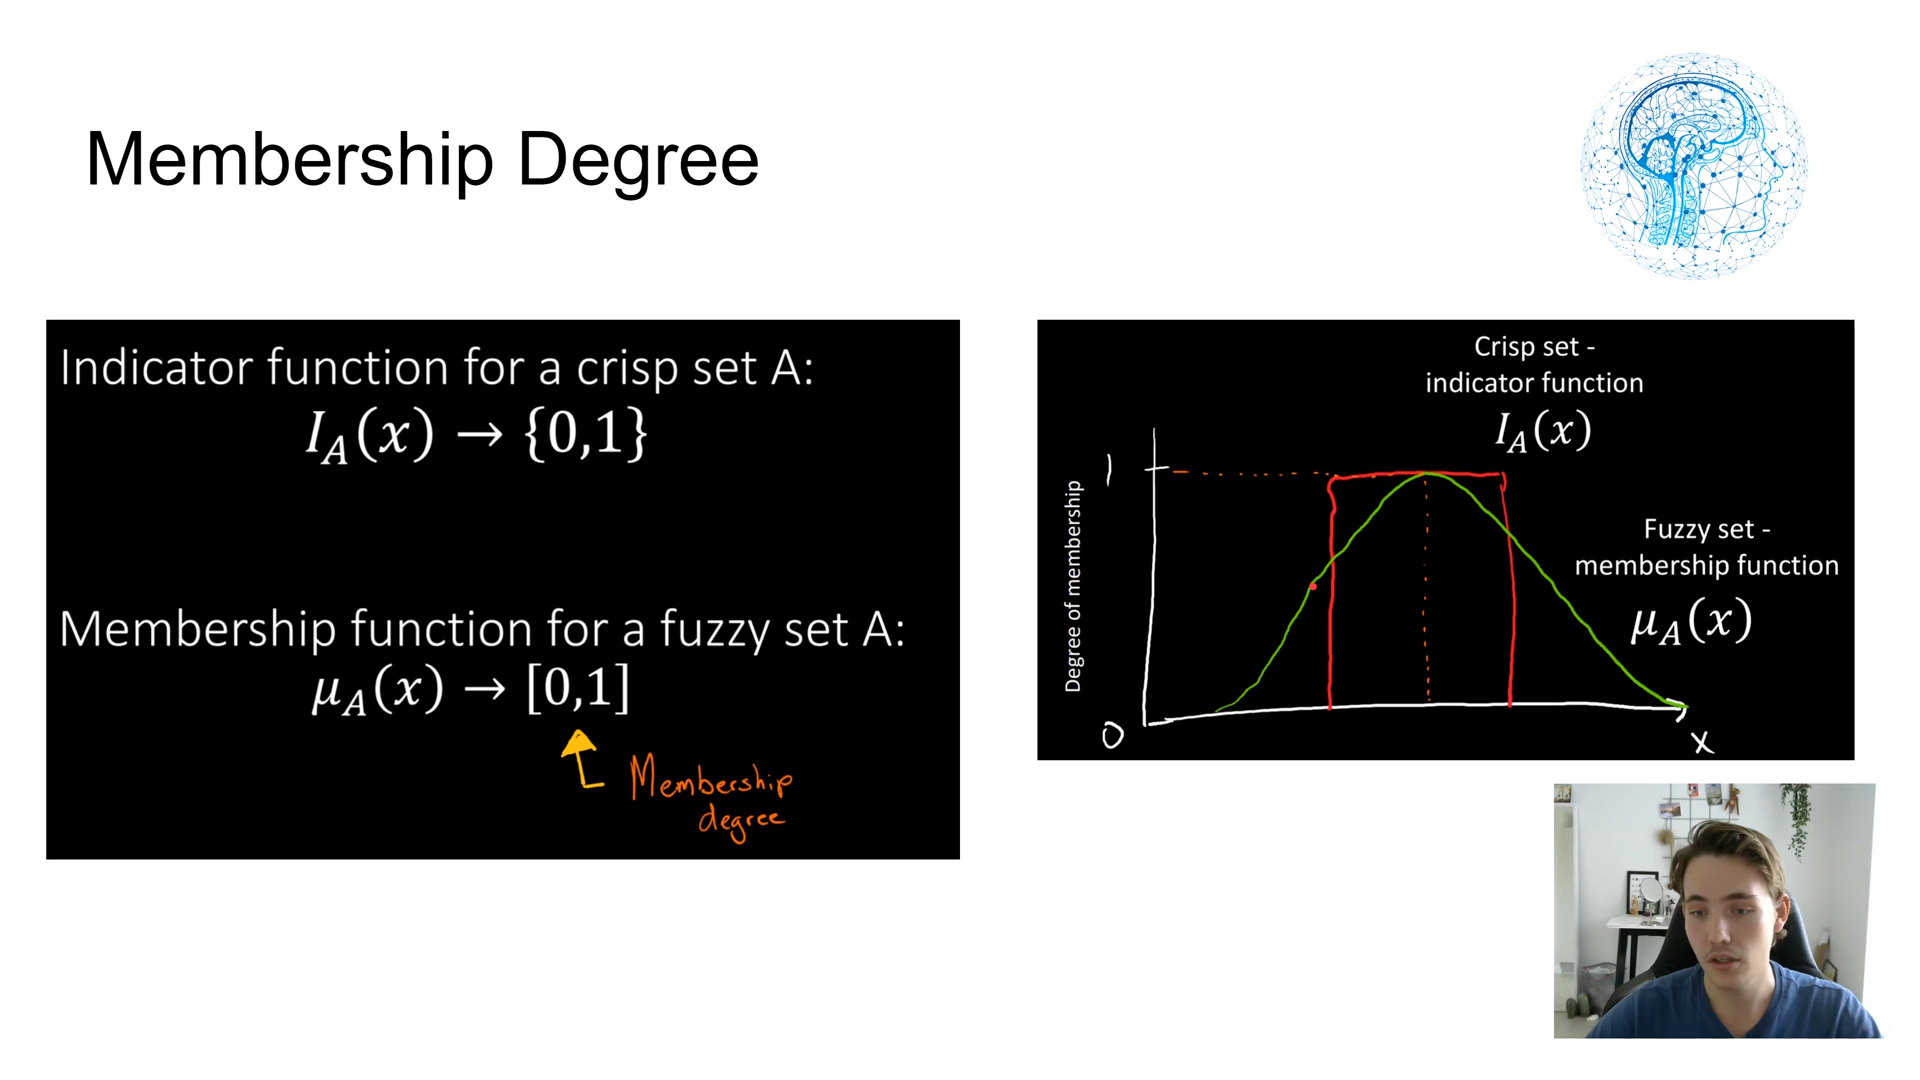 Membership Degree
Indicator function for a crisp set A:
I_A(x) → {0,1}
Membership function for a fuzzy set A:
μ_A(x) → [0,1]
Membership
degree
Crisp set -
indicator function
I_A(x)
1
Degree of membership
Fuzzy set -
membership function
μ_A(x)
0
x